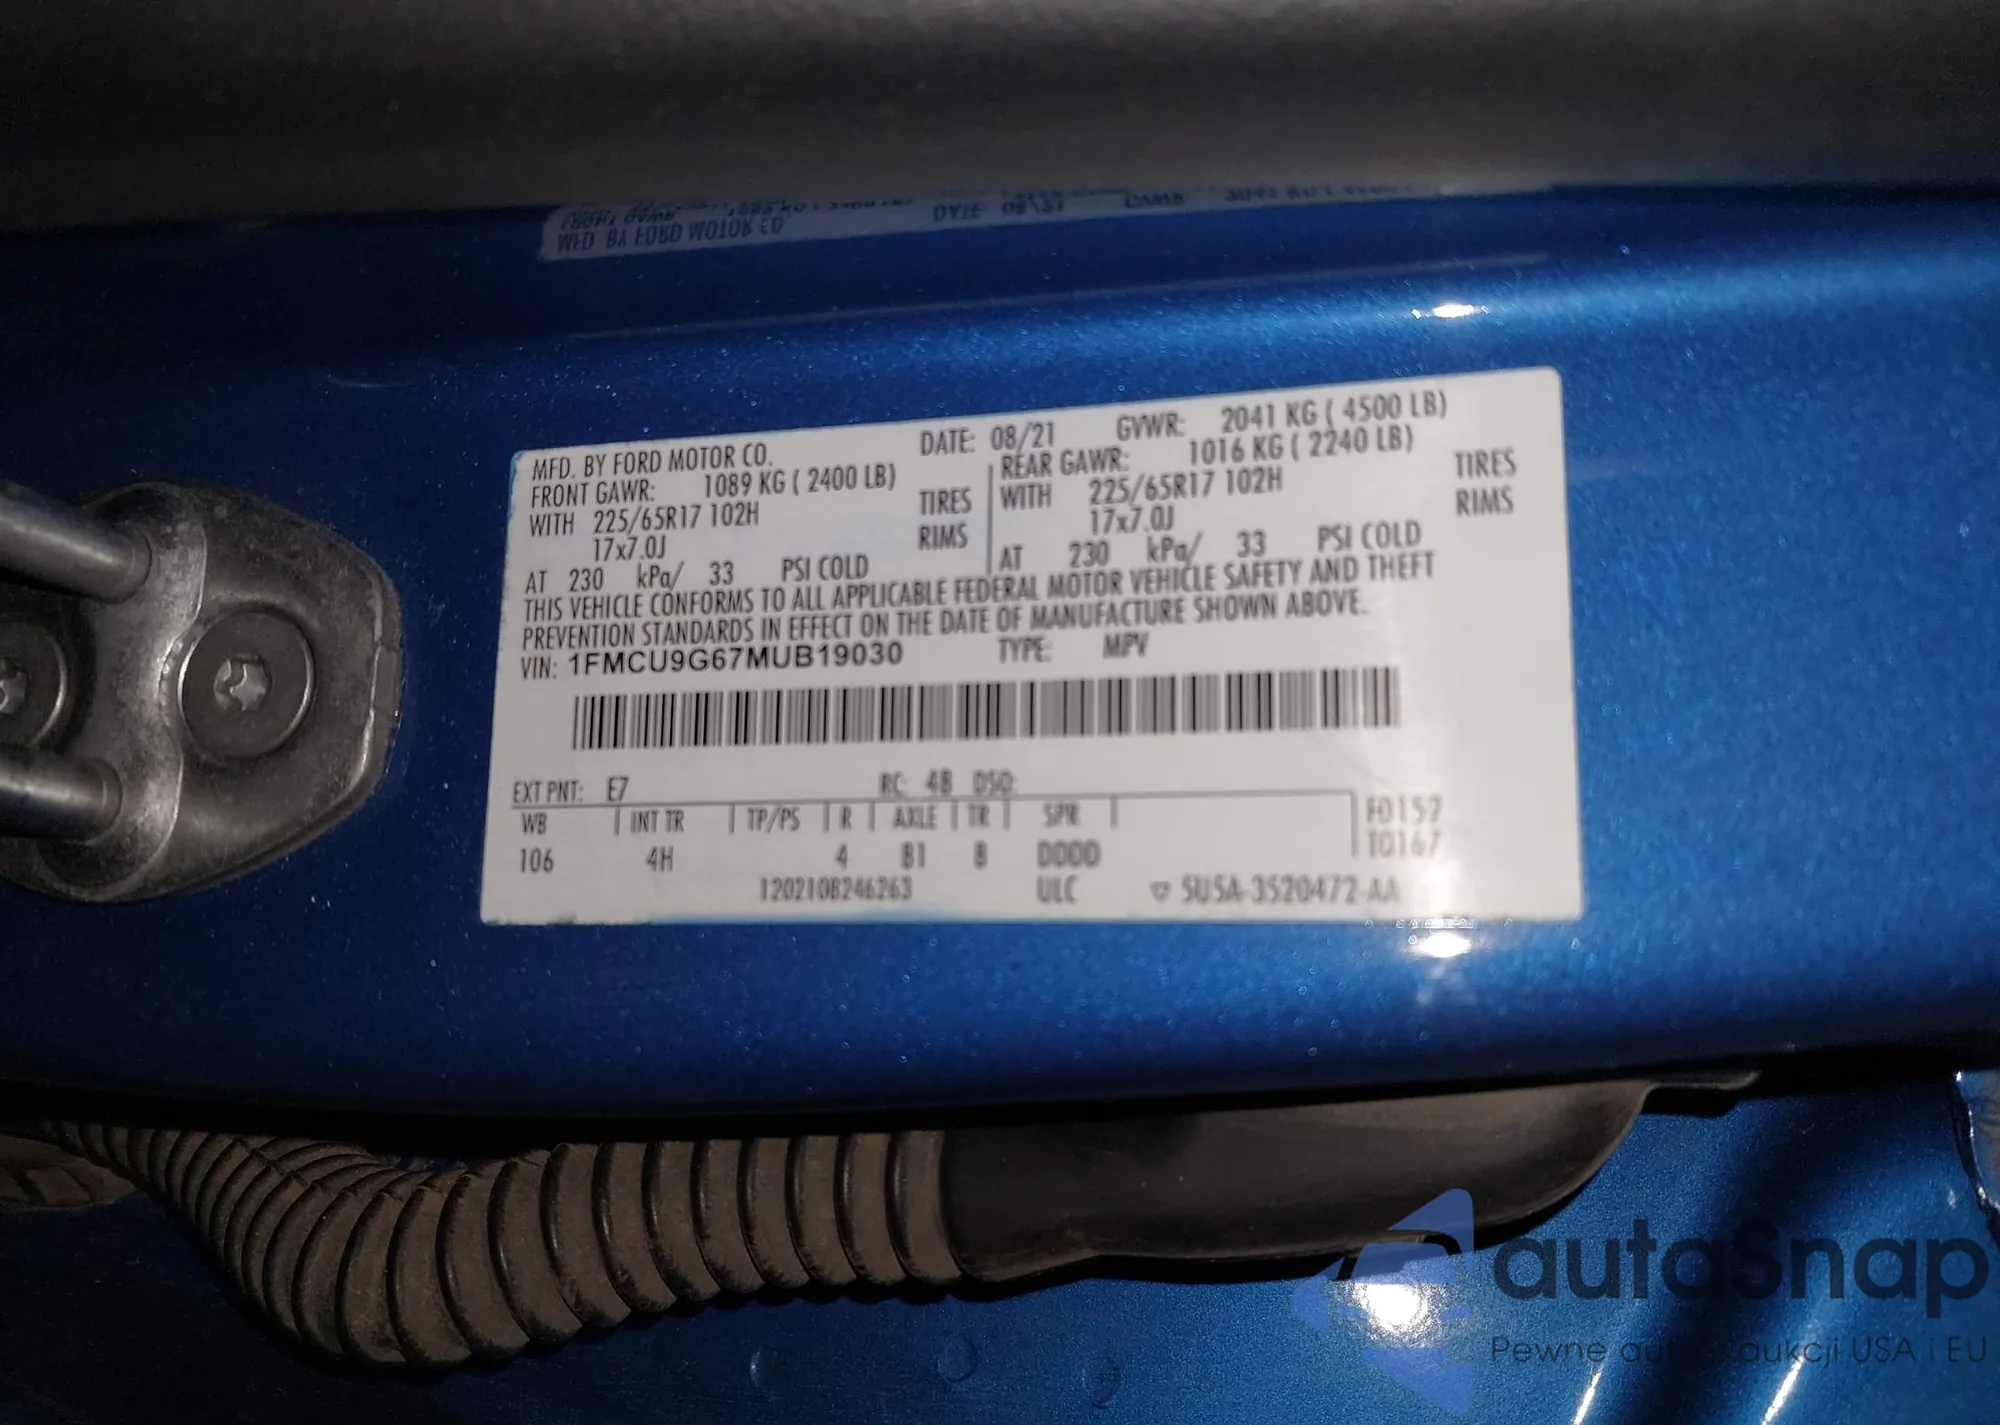 MFD. BY FORD MOTOR CO. DATE: 08/21 GVWR: 2041 KG ( 4500 LB)
FRONT GAWR: 1089 KG ( 2400 LB) REAR GAWR: 1016 KG ( 2240 LB)
WITH 225/65R17 102H TIRES WITH 225/65R17 102H TIRES
17x7.0J RIMS 17x7.0J RIMS
AT 230 kPa/ 33 PSI COLD AT 230 kPa/ 33 PSI COLD
THIS VEHICLE CONFORMS TO ALL APPLICABLE FEDERAL MOTOR VEHICLE SAFETY AND THEFT
PREVENTION STANDARDS IN EFFECT ON THE DATE OF MANUFACTURE SHOWN ABOVE.
VIN: 1FMCU9G67MUB19030 TYPE: MPV
EXT PNT: E7 RC: 48 DSO:
WB INT TR TP/PS R AXLE TR SPR F0152
106 4H 4 B1 8 DDDD T0167
1202108246263 ULC 5U5A-3520472-AA
autaSnap
Pewne auta z aukcji USA i EU